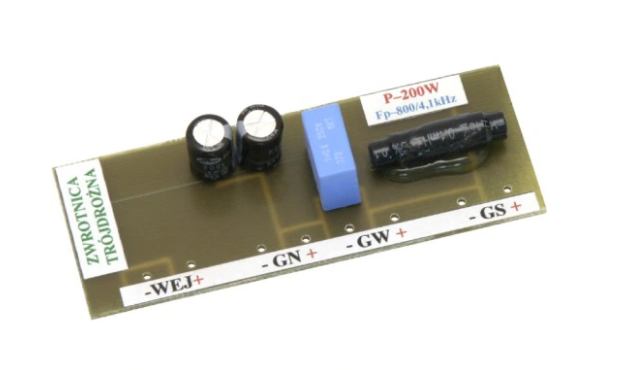 ZWROTNICA
TRÓJDROŻNA
P-200W
Fp-800/4,1kHz
-WEJ+
- GN +
- GW +
- GS +